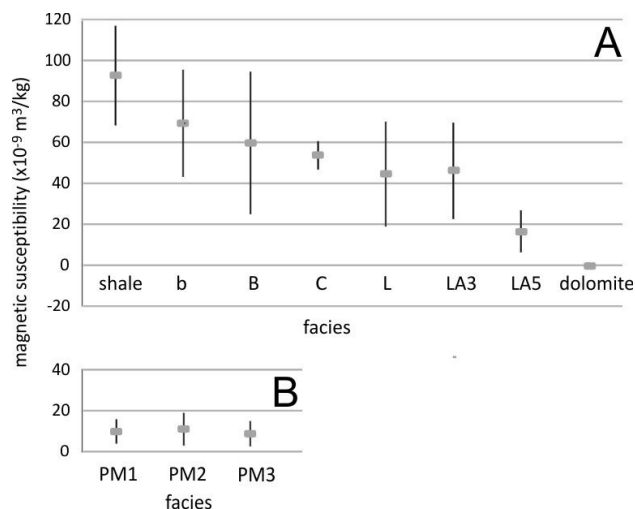 A
magnetic susceptibility (x10⁻⁹ m³/kg)
120
100
80
60
40
20
0
-20
shale b B C L LA3 LA5 dolomite
facies
B
40
20
0
PM1 PM2 PM3
facies